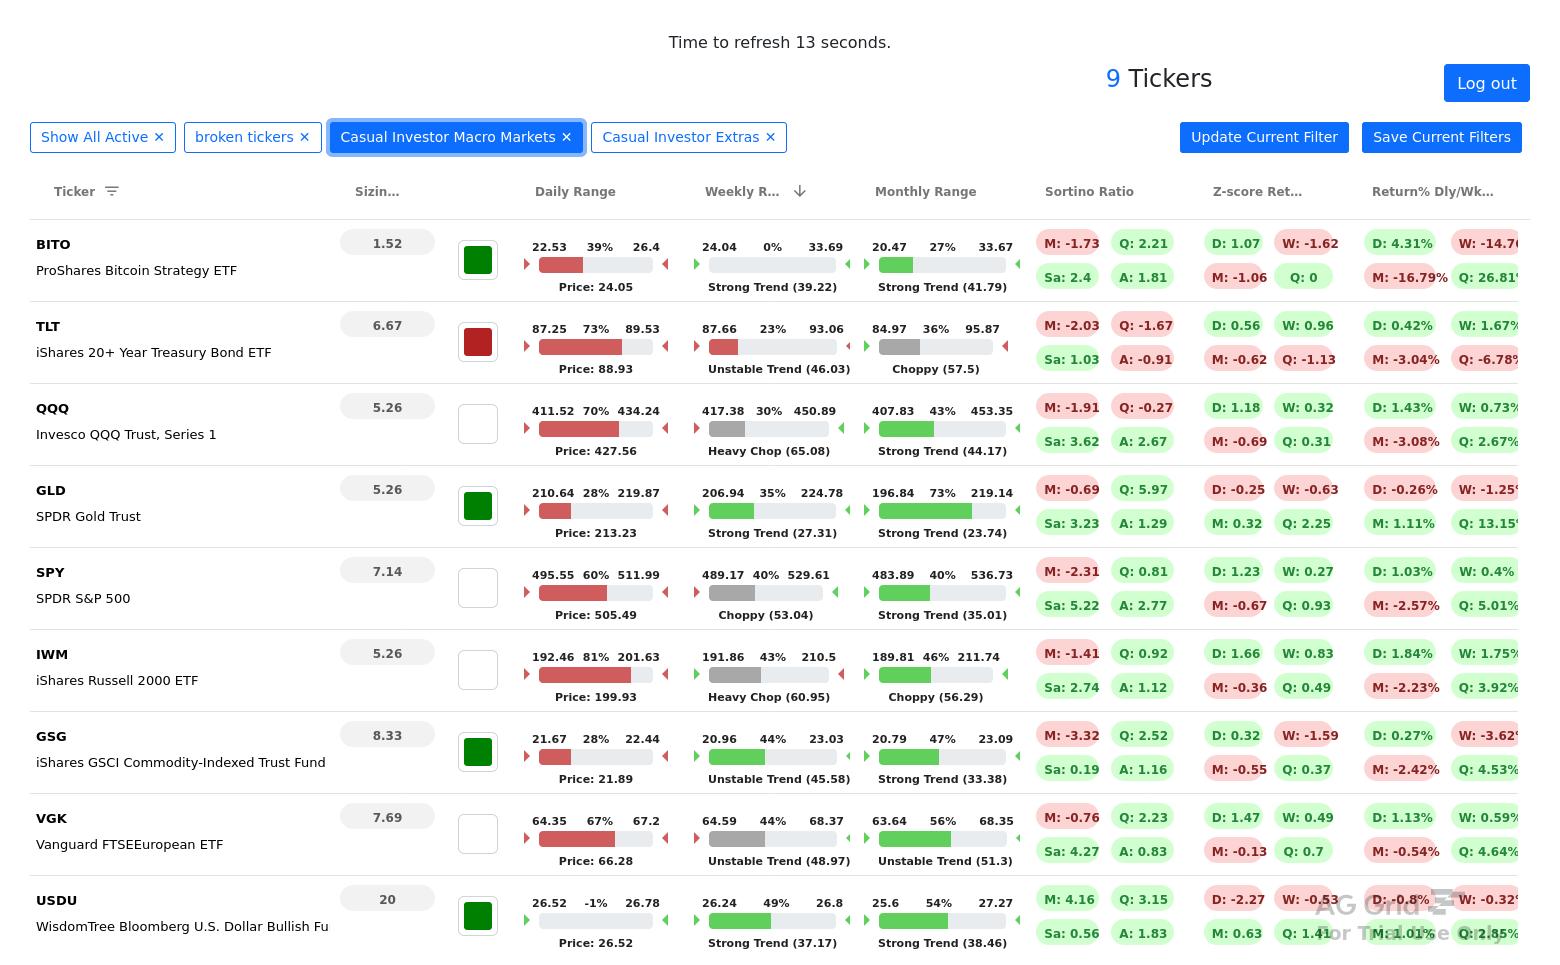 Time to refresh 13 seconds.
9 Tickers
Log out
Show All Active ✕ broken tickers ✕ Casual Investor Macro Markets ✕ Casual Investor Extras ✕ Update Current Filter Save Current Filters
Ticker Sizin... Daily Range Weekly R... Monthly Range Sortino Ratio Z-score Ret... Return% Dly/Wk...
BITO 1.52 22.53 39% 26.4 24.04 0% 33.69 20.47 27% 33.67 M: -1.73 Q: 2.21 D: 1.07 W: -1.62 D: 4.31% W: -14.76
ProShares Bitcoin Strategy ETF Price: 24.05 Strong Trend (39.22) Strong Trend (41.79) Sa: 2.4 A: 1.81 M: -1.06 Q: 0 M: -16.79% Q: 26.81%
TLT 6.67 87.25 73% 89.53 87.66 23% 93.06 84.97 36% 95.87 M: -2.03 Q: -1.67 D: 0.56 W: 0.96 D: 0.42% W: 1.67%
iShares 20+ Year Treasury Bond ETF Price: 88.93 Unstable Trend (46.03) Choppy (57.5) Sa: 1.03 A: -0.91 M: -0.62 Q: -1.13 M: -3.04% Q: -6.78%
QQQ 5.26 411.52 70% 434.24 417.38 30% 450.89 407.83 43% 453.35 M: -1.91 Q: -0.27 D: 1.18 W: 0.32 D: 1.43% W: 0.73%
Invesco QQQ Trust, Series 1 Price: 427.56 Heavy Chop (65.08) Strong Trend (44.17) Sa: 3.62 A: 2.67 M: -0.69 Q: 0.31 M: -3.08% Q: 2.67%
GLD 5.26 210.64 28% 219.87 206.94 35% 224.78 196.84 73% 219.14 M: -0.69 Q: 5.97 D: -0.25 W: -0.63 D: -0.26% W: -1.25%
SPDR Gold Trust Price: 213.23 Strong Trend (27.31) Strong Trend (23.74) Sa: 3.23 A: 1.29 M: 0.32 Q: 2.25 M: 1.11% Q: 13.15%
SPY 7.14 495.55 60% 511.99 489.17 40% 529.61 483.89 40% 536.73 M: -2.31 Q: 0.81 D: 1.23 W: 0.27 D: 1.03% W: 0.4%
SPDR S&P 500 Price: 505.49 Choppy (53.04) Strong Trend (35.01) Sa: 5.22 A: 2.77 M: -0.67 Q: 0.93 M: -2.57% Q: 5.01%
IWM 5.26 192.46 81% 201.63 191.86 43% 210.5 189.81 46% 211.74 M: -1.41 Q: 0.92 D: 1.66 W: 0.83 D: 1.84% W: 1.75%
iShares Russell 2000 ETF Price: 199.93 Heavy Chop (60.95) Choppy (56.29) Sa: 2.74 A: 1.12 M: -0.36 Q: 0.49 M: -2.23% Q: 3.92%
GSG 8.33 21.67 28% 22.44 20.96 44% 23.03 20.79 47% 23.09 M: -3.32 Q: 2.52 D: 0.32 W: -1.59 D: 0.27% W: -3.62%
iShares GSCI Commodity-Indexed Trust Fund Price: 21.89 Unstable Trend (45.58) Strong Trend (33.38) Sa: 0.19 A: 1.16 M: -0.55 Q: 0.37 M: -2.42% Q: 4.53%
VGK 7.69 64.35 67% 67.2 64.59 44% 68.37 63.64 56% 68.35 M: -0.76 Q: 2.23 D: 1.47 W: 0.49 D: 1.13% W: 0.59%
Vanguard FTSEEuropean ETF Price: 66.28 Unstable Trend (48.97) Unstable Trend (51.3) Sa: 4.27 A: 0.83 M: -0.13 Q: 0.7 M: -0.54% Q: 4.64%
USDU 20 26.52 -1% 26.78 26.24 49% 26.8 25.6 54% 27.27 M: 4.16 Q: 3.15 D: -2.27 W: -0.53 D: -0.8% W: -0.32%
WisdomTree Bloomberg U.S. Dollar Bullish Fu Price: 26.52 Strong Trend (37.17) Strong Trend (38.46) Sa: 0.56 A: 1.83 M: 0.63 Q: 1.41 M: 1.01% Q: 2.85%
AG Grid
For Trial Use Only